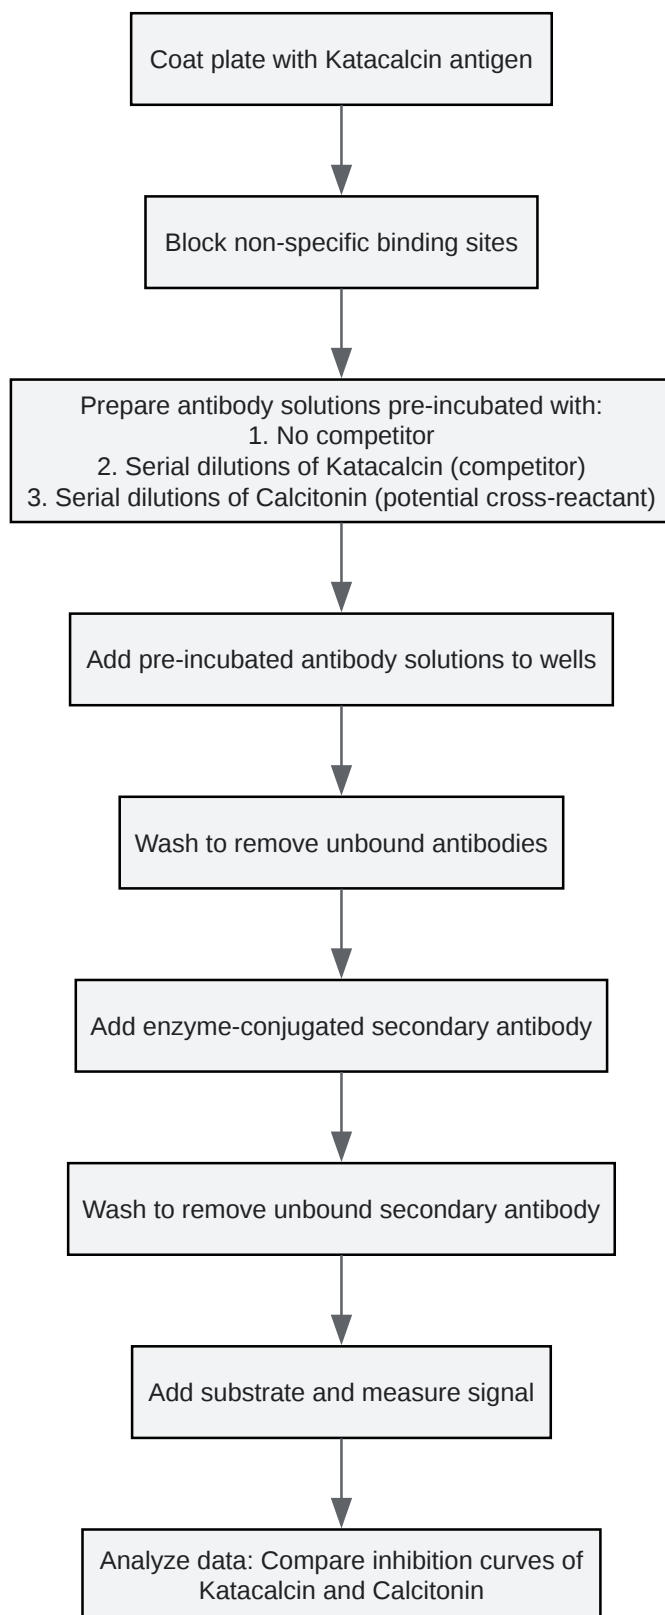 Coat plate with Katacalcin antigen
Block non-specific binding sites
Prepare antibody solutions pre-incubated with:
1. No competitor
2. Serial dilutions of Katacalcin (competitor)
3. Serial dilutions of Calcitonin (potential cross-reactant)
Add pre-incubated antibody solutions to wells
Wash to remove unbound antibodies
Add enzyme-conjugated secondary antibody
Wash to remove unbound secondary antibody
Add substrate and measure signal
Analyze data: Compare inhibition curves of
Katacalcin and Calcitonin